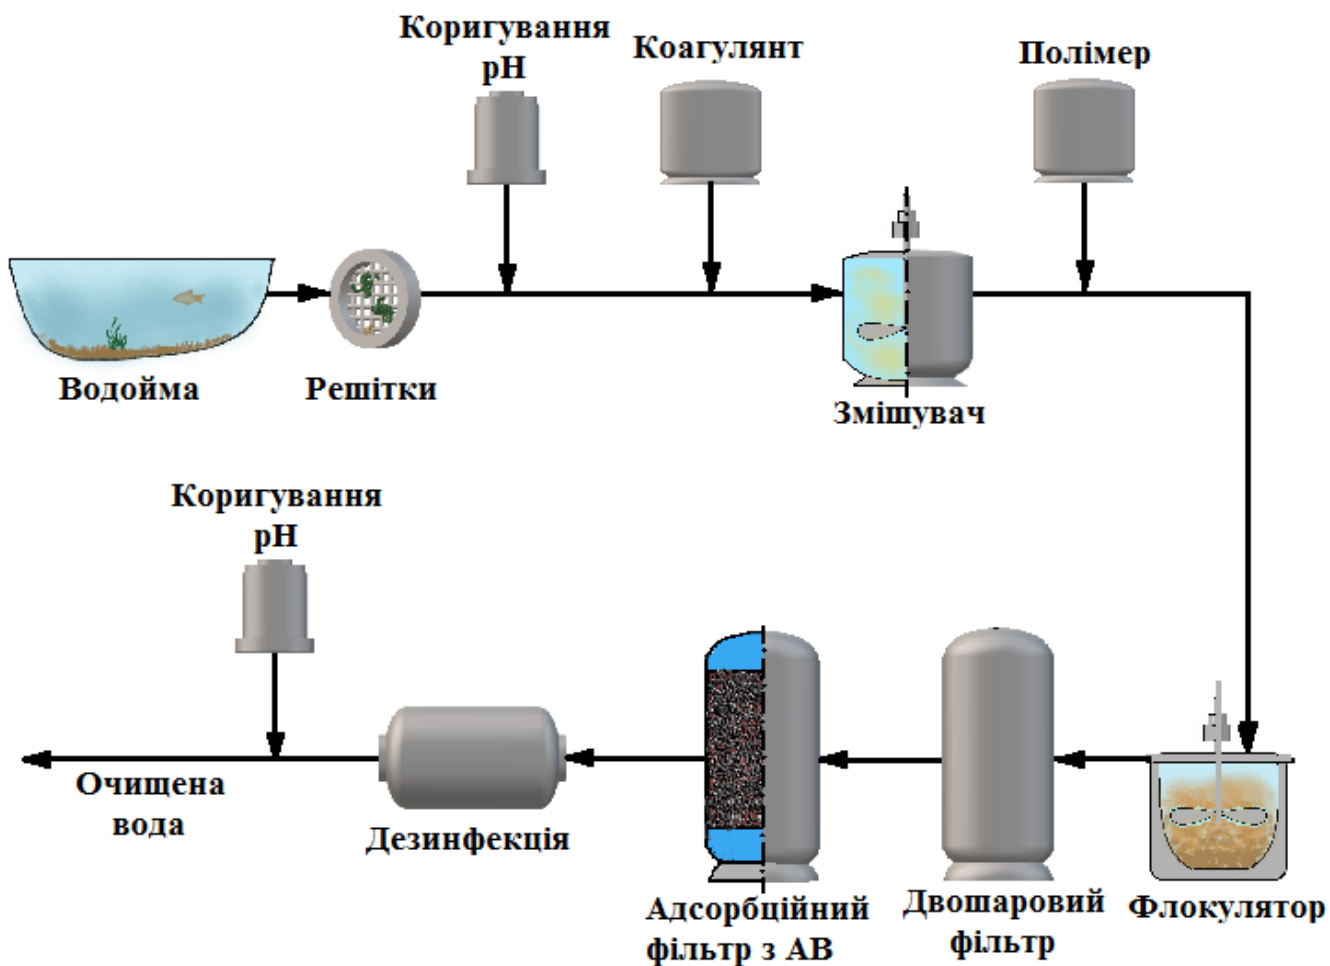 Коригування
pH
Коагулянт
Полімер
Водойма
Решітки
Змішувач
Коригування
pH
Очищена
вода
Дезинфекція
Адсорбційний
фільтр з АВ
Двошаровий
фільтр
Флокулятор